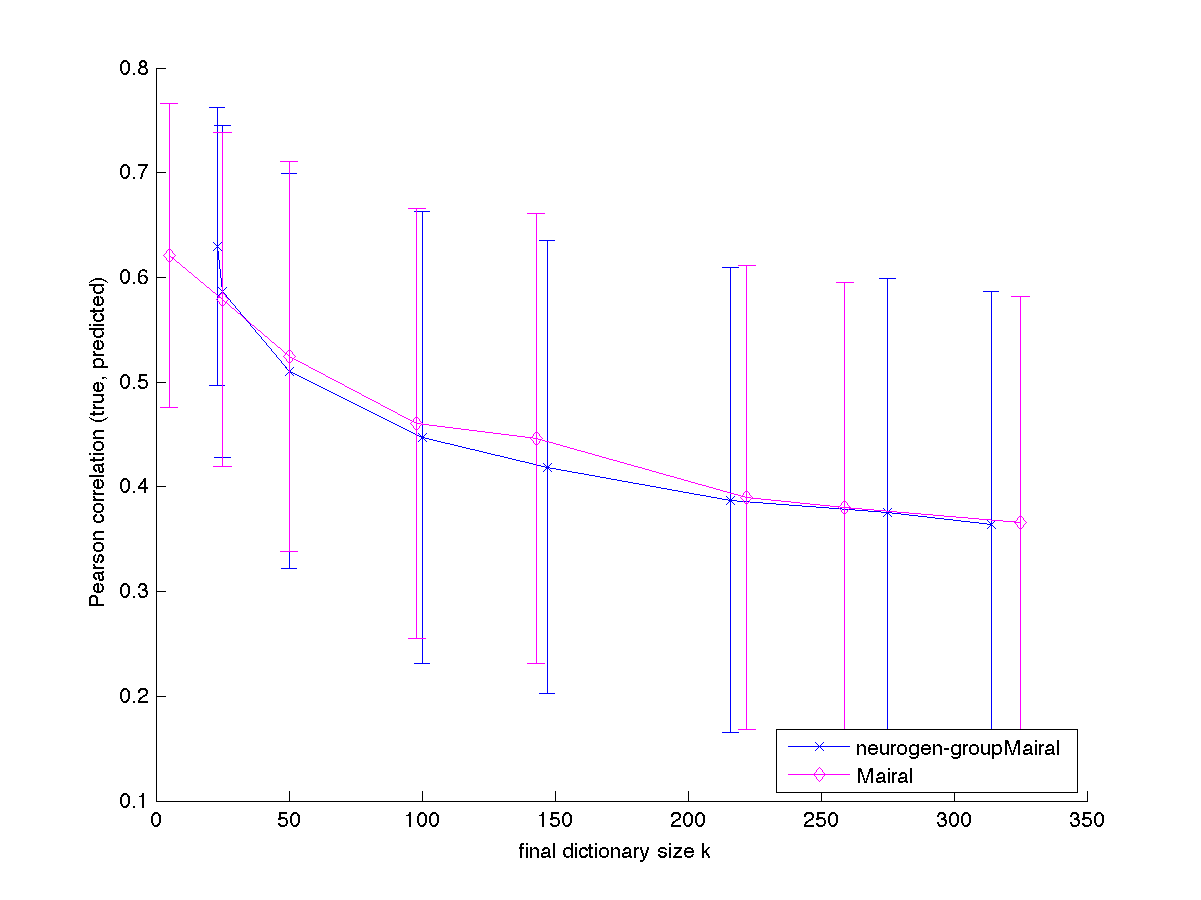 0.8
0.7
0.6
0.5
0.4
0.3
0.2
0.1
Pearson correlation (true, predicted)
0 50 100 150 200 250 300 350
final dictionary size k
neurogen-groupMairal
Mairal